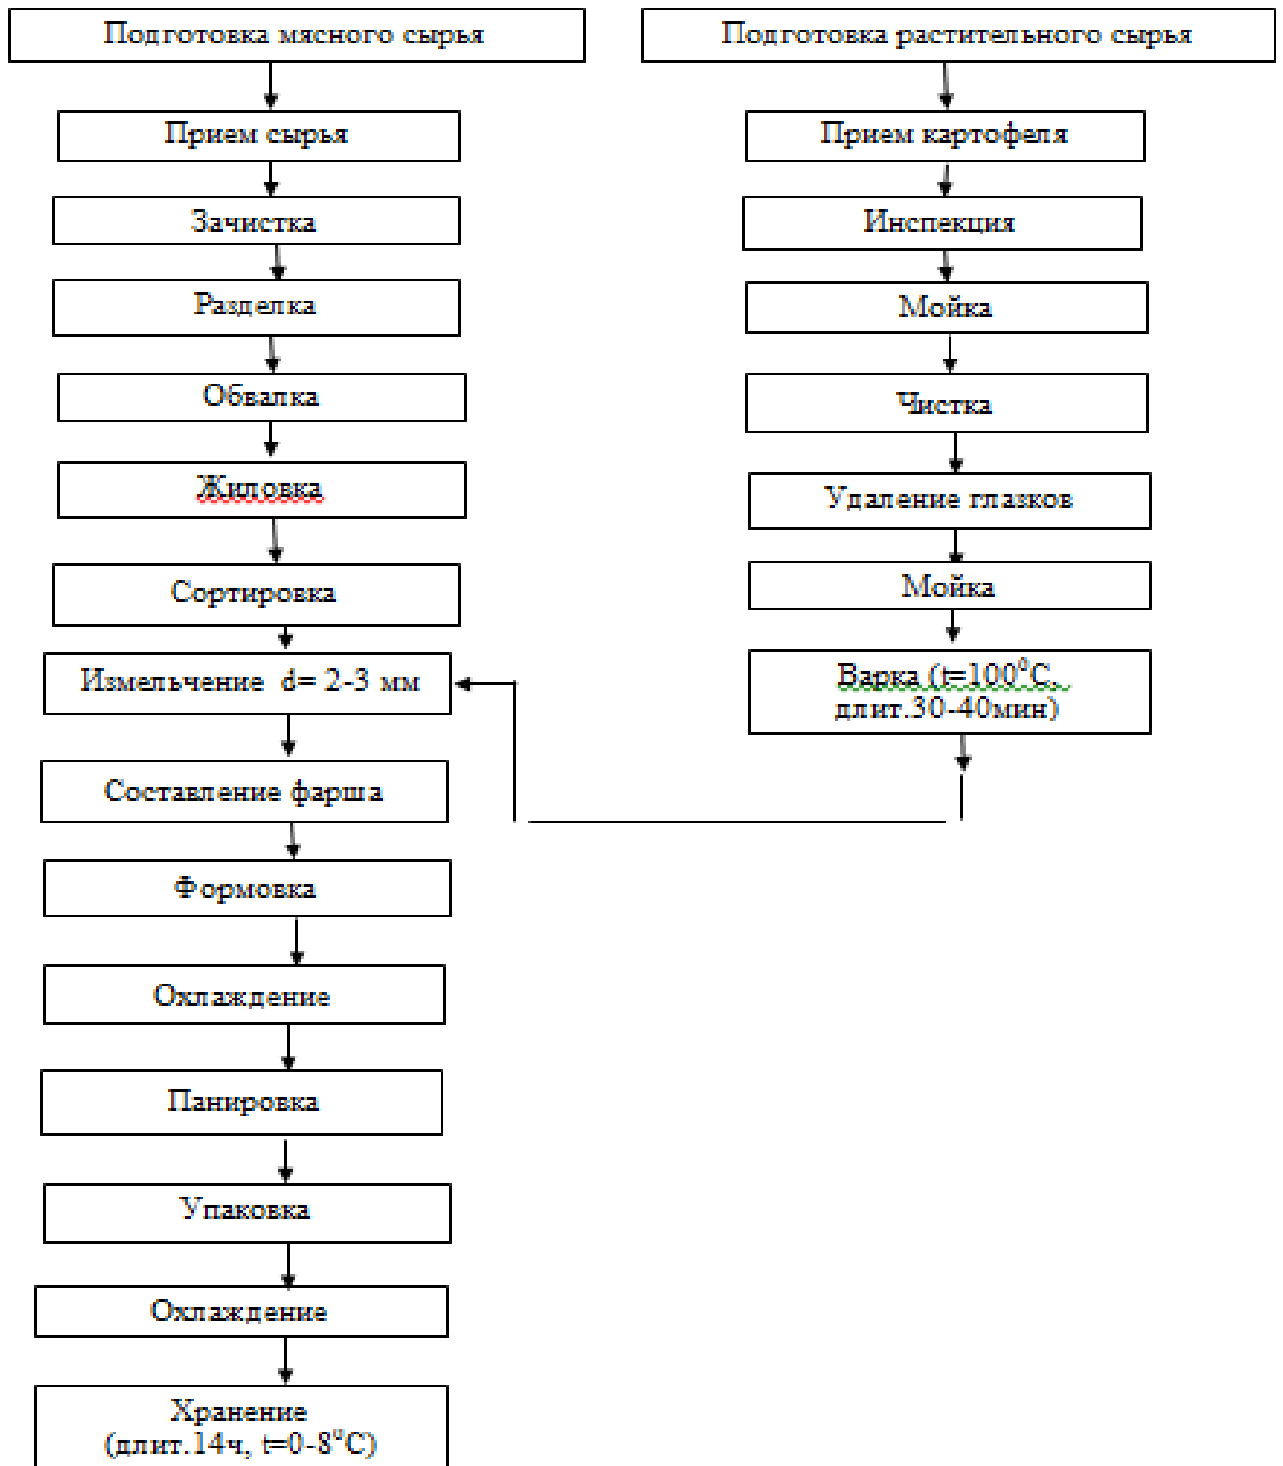 Подготовка мясного сырья
Прием сырья
Зачистка
Разделка
Обвалка
Жиловка
Сортировка
Измельчение d= 2-3 мм
Составление фарша
Формовка
Охлаждение
Панировка
Упаковка
Охлаждение
Хранение
(длит.14ч, t=0-8⁰С)
Подготовка растительного сырья
Прием картофеля
Инспекция
Мойка
Чистка
Удаление глазков
Мойка
Варка (t=100⁰С,
длит.30-40мин)